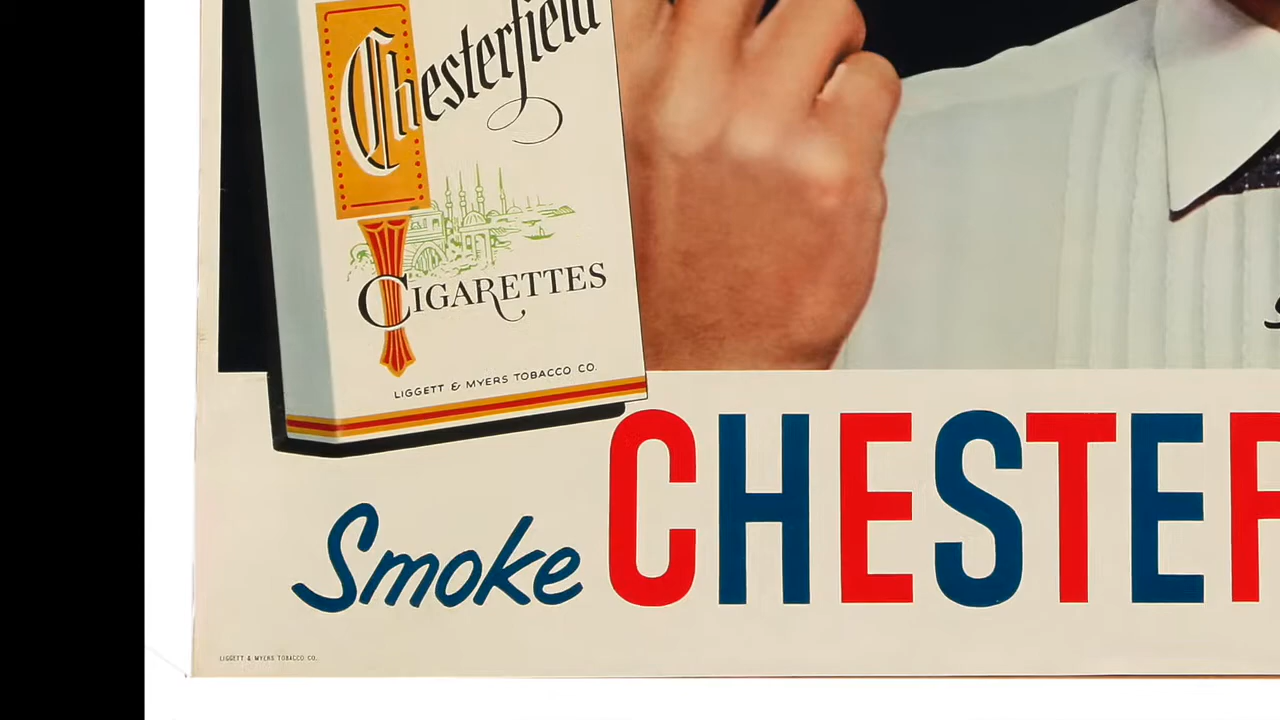 Chesterfield
CIGARETTES
LIGGETT & MYERS TOBACCO CO.
Smoke CHESTER
LIGGETT & MYERS TOBACCO CO.